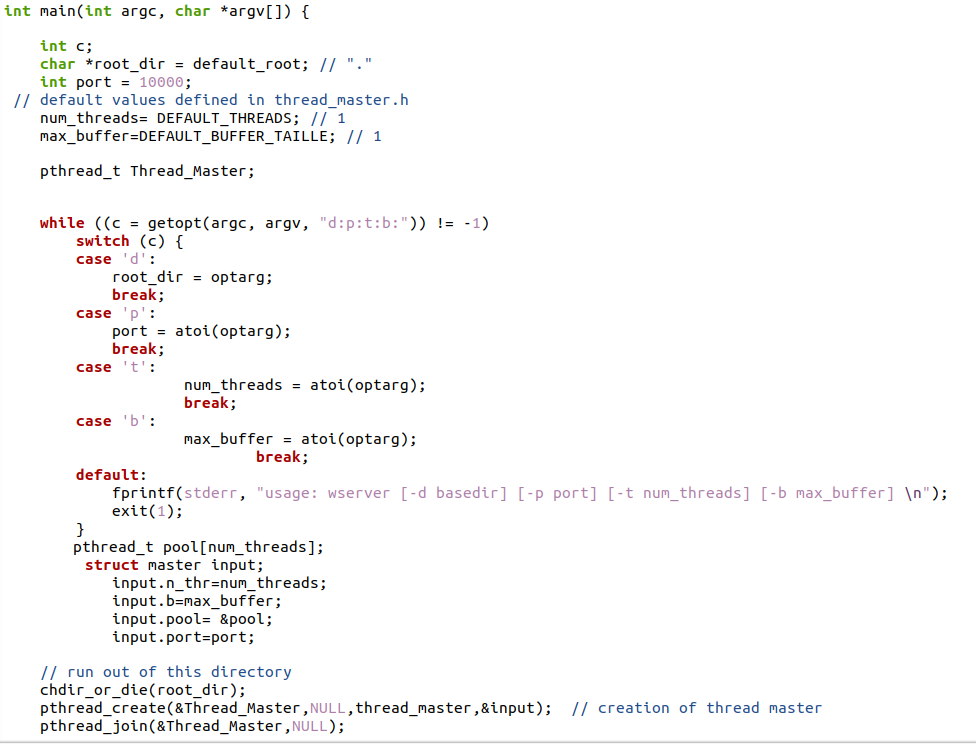 int main(int argc, char *argv[]) {
int c;
char *root_dir = default_root; // "."
int port = 10000;
// default values defined in thread_master.h
num_threads= DEFAULT_THREADS; // 1
max_buffer=DEFAULT_BUFFER_TAILLE; // 1
pthread_t Thread_Master;
while ((c = getopt(argc, argv, "d:p:t:b:")) != -1)
switch (c) {
case 'd':
root_dir = optarg;
break;
case 'p':
port = atoi(optarg);
break;
case 't':
num_threads = atoi(optarg);
break;
case 'b':
max_buffer = atoi(optarg);
break;
default:
fprintf(stderr, "usage: wserver [-d basedir] [-p port] [-t num_threads] [-b max_buffer] \n");
exit(1);
}
pthread_t pool[num_threads];
struct master input;
input.n_thr=num_threads;
input.b=max_buffer;
input.pool= &pool;
input.port=port;
// run out of this directory
chdir_or_die(root_dir);
pthread_create(&Thread_Master,NULL,thread_master,&input);  // creation of thread master
pthread_join(&Thread_Master,NULL);